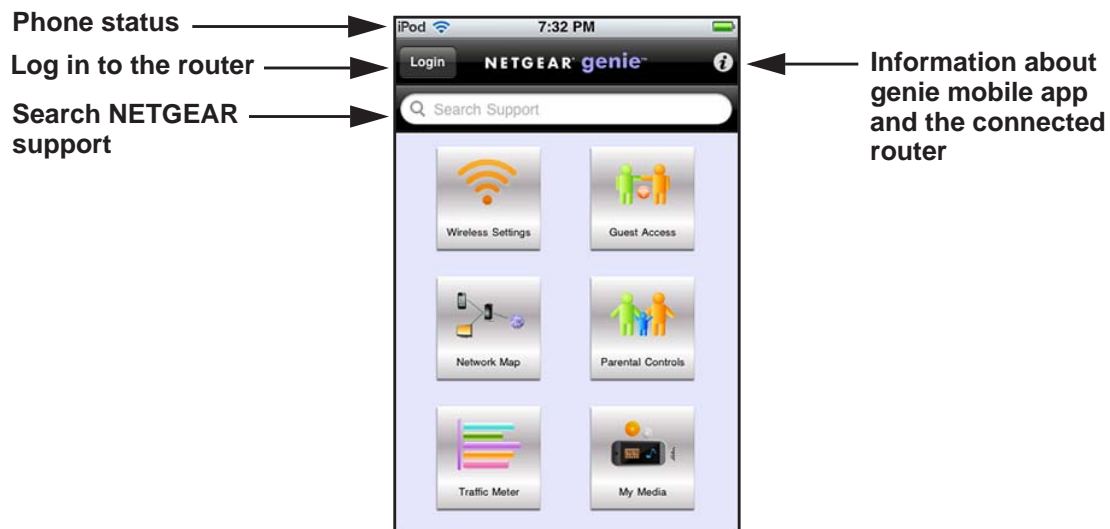 Phone status
Log in to the router
Search NETGEAR
support
iPod 7:32 PM
Login NETGEAR® genie™
Search Support
Information about
genie mobile app
and the connected
router
Wireless Settings Guest Access
Network Map Parental Controls
Traffic Meter My Media